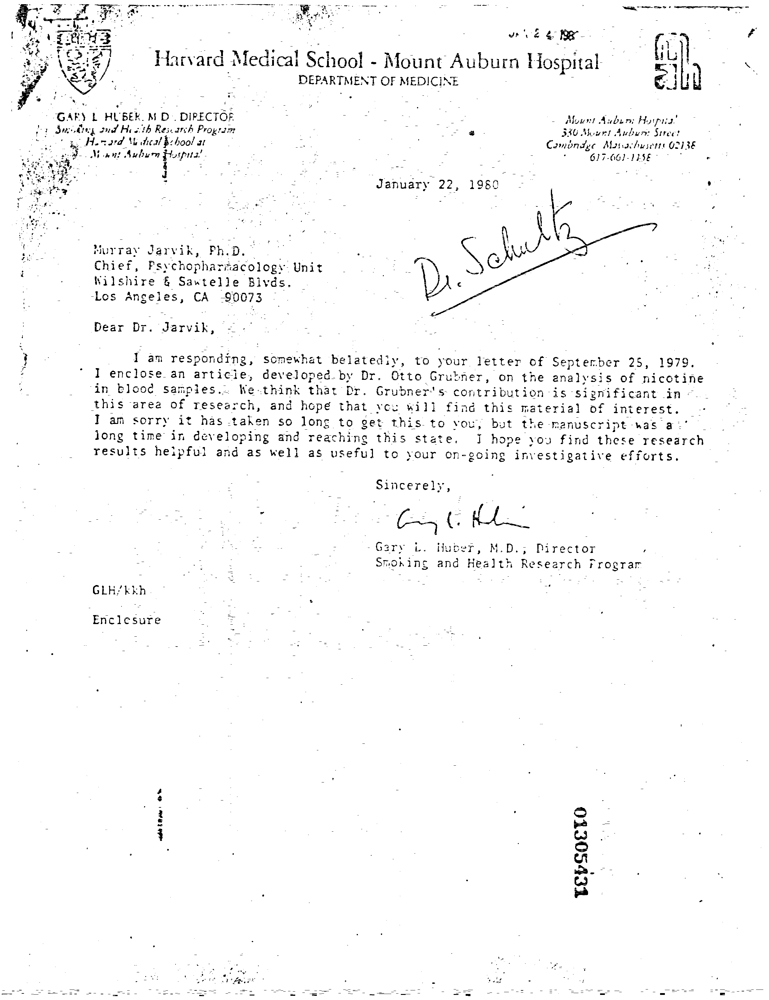 Harvard Medical School - Mount Auburn Hospital
DEPARTMENT OF MEDICINE
GARY L. HUBER, M.D., DIRECTOR
Smoking and Health Research Program
Harvard Medical School at
Mount Auburn Hospital
Mount Auburn Hospital
330 Mount Auburn Street
Cambridge, Massachusetts 02138
January 22, 1980
Dr. Schultz
Murray Jarvik, Ph.D.
Chief, Psychopharmacology Unit
Wilshire & Sawtelle Blvds.
Los Angeles, CA 90073
Dear Dr. Jarvik,
I am responding, somewhat belatedly, to your letter of September 25, 1979.
I enclose an article, developed by Dr. Otto Grubner, on the analysis of nicotine
in blood samples. We think that Dr. Grubner's contribution is significant in
this area of research, and hope that you will find this material of interest.
I am sorry it has taken so long to get this to you, but the manuscript was a
long time in developing and reaching this state. I hope you find these research
results helpful and as well as useful to your on-going investigative efforts.
Sincerely,
Gary L. Huber, M.D., Director
Smoking and Health Research Program
GLH/kkh
Enclosure
01305431